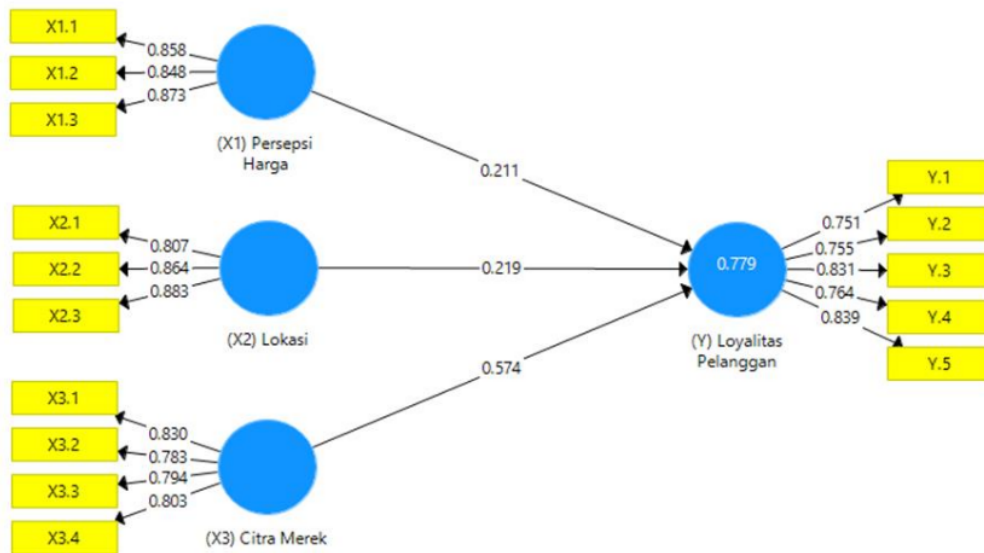 X1.1
0.858
X1.2
0.848
X1.3
0.873
(X1) Persepsi
Harga
0.211
X2.1
0.807
X2.2
0.864
X2.3
0.883
(X2) Lokasi
0.219
X3.1
0.830
X3.2
0.783
X3.3
0.794
X3.4
0.803
(X3) Citra Merek
0.574
0.779
(Y) Loyalitas
Pelanggan
Y.1
0.751
Y.2
0.755
Y.3
0.831
Y.4
0.764
Y.5
0.839